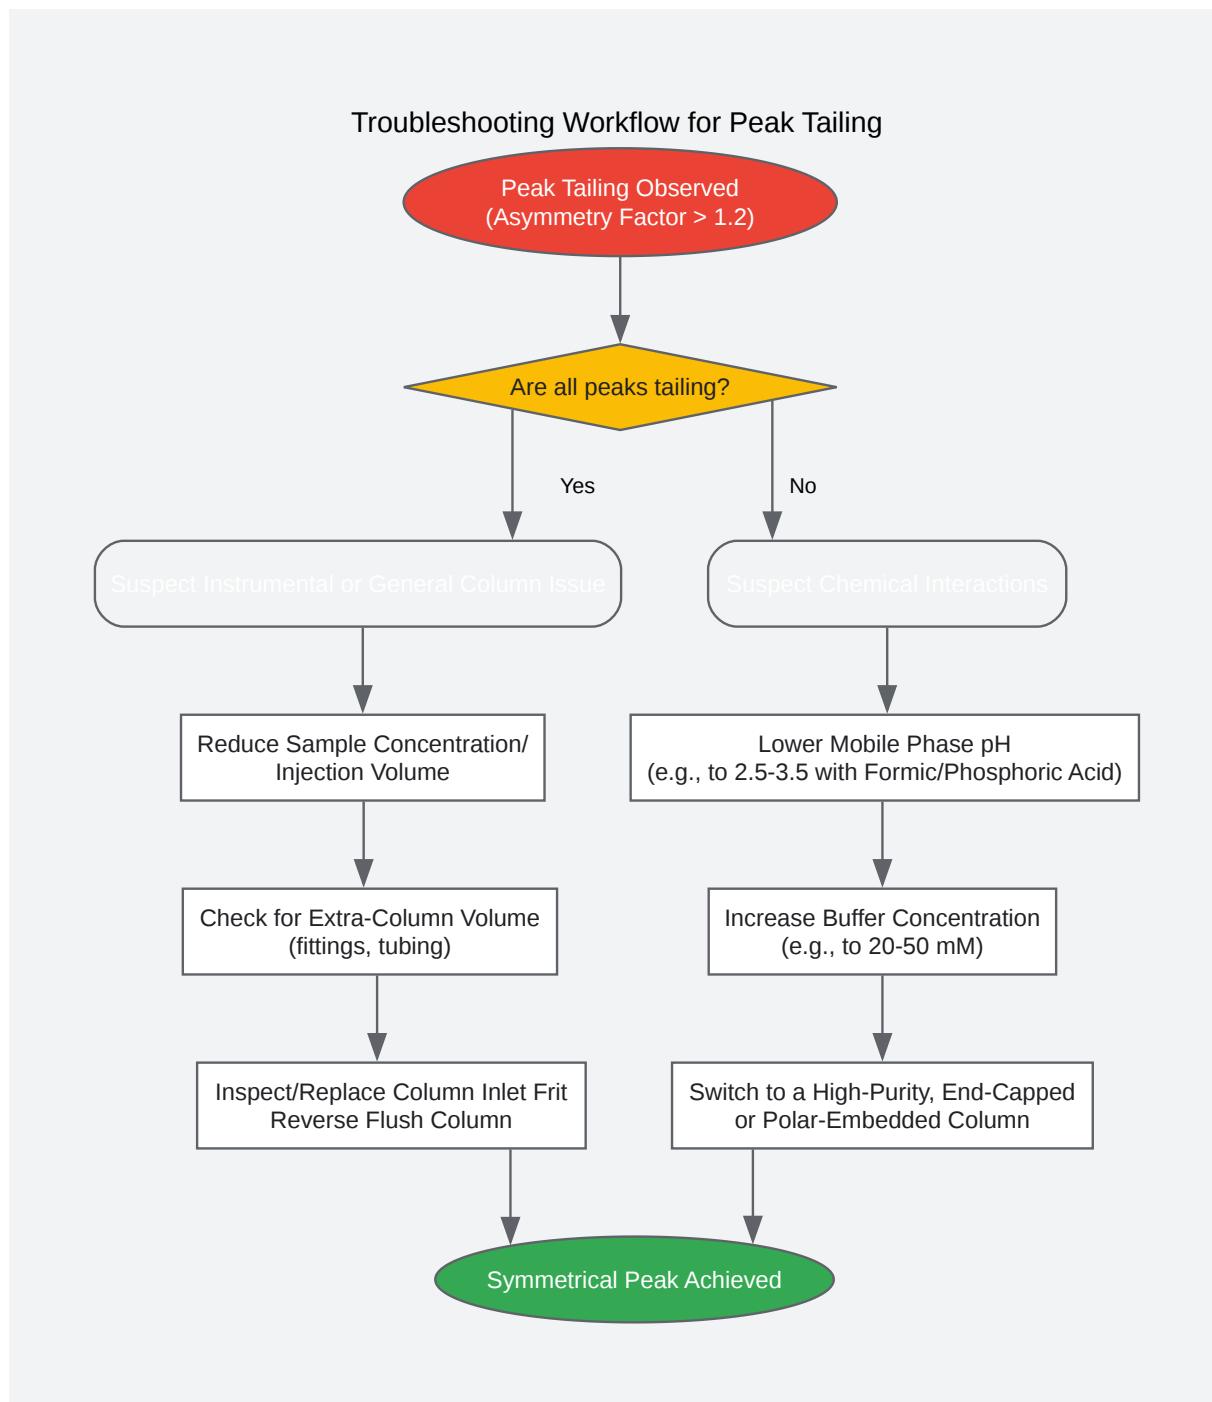 Troubleshooting Workflow for Peak Tailing
Peak Tailing Observed
(Asymmetry Factor > 1.2)
Are all peaks tailing?
Yes
No
Suspect Instrumental or General Column Issue
Suspect Chemical Interactions
Reduce Sample Concentration/
Injection Volume
Lower Mobile Phase pH
(e.g., to 2.5-3.5 with Formic/Phosphoric Acid)
Check for Extra-Column Volume
(fittings, tubing)
Increase Buffer Concentration
(e.g., to 20-50 mM)
Inspect/Replace Column Inlet Frit
Reverse Flush Column
Switch to a High-Purity, End-Capped
or Polar-Embedded Column
Symmetrical Peak Achieved